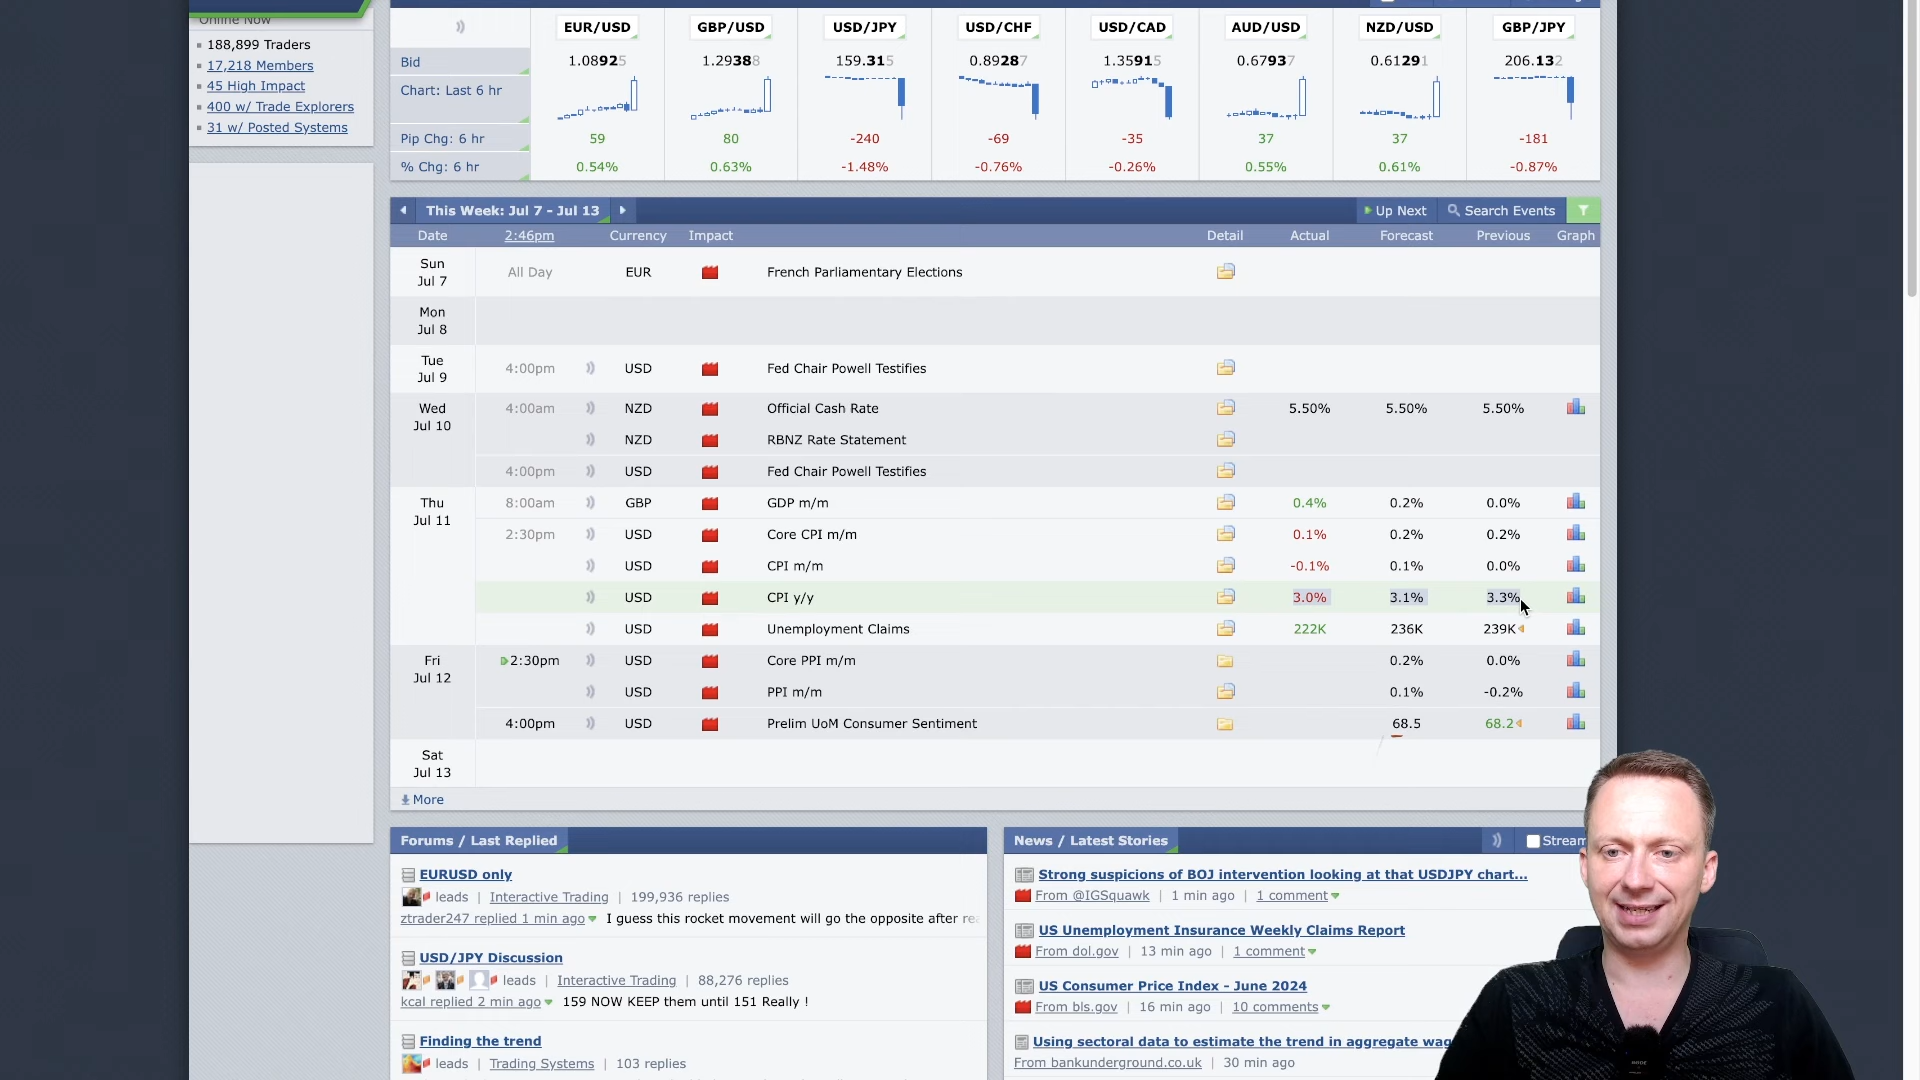 Online Now
188,899 Traders
17,218 Members
45 High Impact
400 w/ Trade Explorers
31 w/ Posted Systems
EUR/USD GBP/USD USD/JPY USD/CHF USD/CAD AUD/USD NZD/USD GBP/JPY
Bid 1.08925 1.29388 159.315 0.89287 1.35915 0.67937 0.61291 206.132
Chart: Last 6 hr
Pip Chg: 6 hr 59 80 -240 -69 -35 37 37 -181
% Chg: 6 hr 0.54% 0.63% -1.48% -0.76% -0.26% 0.55% 0.61% -0.87%
This Week: Jul 7 - Jul 13 Up Next Search Events
Date 2:46pm Currency Impact Detail Actual Forecast Previous Graph
Sun
Jul 7 All Day EUR French Parliamentary Elections
Mon
Jul 8
Tue
Jul 9 4:00pm USD Fed Chair Powell Testifies
Wed
Jul 10 4:00am NZD Official Cash Rate 5.50% 5.50% 5.50%
NZD RBNZ Rate Statement
4:00pm USD Fed Chair Powell Testifies
Thu
Jul 11 8:00am GBP GDP m/m 0.4% 0.2% 0.0%
2:30pm USD Core CPI m/m 0.1% 0.2% 0.2%
USD CPI m/m -0.1% 0.1% 0.0%
USD CPI y/y 3.0% 3.1% 3.3%
USD Unemployment Claims 222K 236K 239K
Fri
Jul 12 2:30pm USD Core PPI m/m 0.2% 0.0%
USD PPI m/m 0.1% -0.2%
4:00pm USD Prelim UoM Consumer Sentiment 68.5 68.2
Sat
Jul 13
More
Forums / Last Replied
EURUSD only
leads | Interactive Trading | 199,936 replies
ztrader247 replied 1 min ago I guess this rocket movement will go the opposite after
USD/JPY Discussion
leads | Interactive Trading | 88,276 replies
kcal replied 2 min ago 159 NOW KEEP them until 151 Really !
Finding the trend
leads | Trading Systems | 103 replies
News / Latest Stories Stream
Strong suspicions of BOJ intervention looking at that USDJPY chart...
From @IGSquawk | 1 min ago | 1 comment
US Unemployment Insurance Weekly Claims Report
From dol.gov | 13 min ago | 1 comment
US Consumer Price Index - June 2024
From bls.gov | 16 min ago | 10 comments
Using sectoral data to estimate the trend in aggregate
From bankunderground.co.uk | 30 min ago